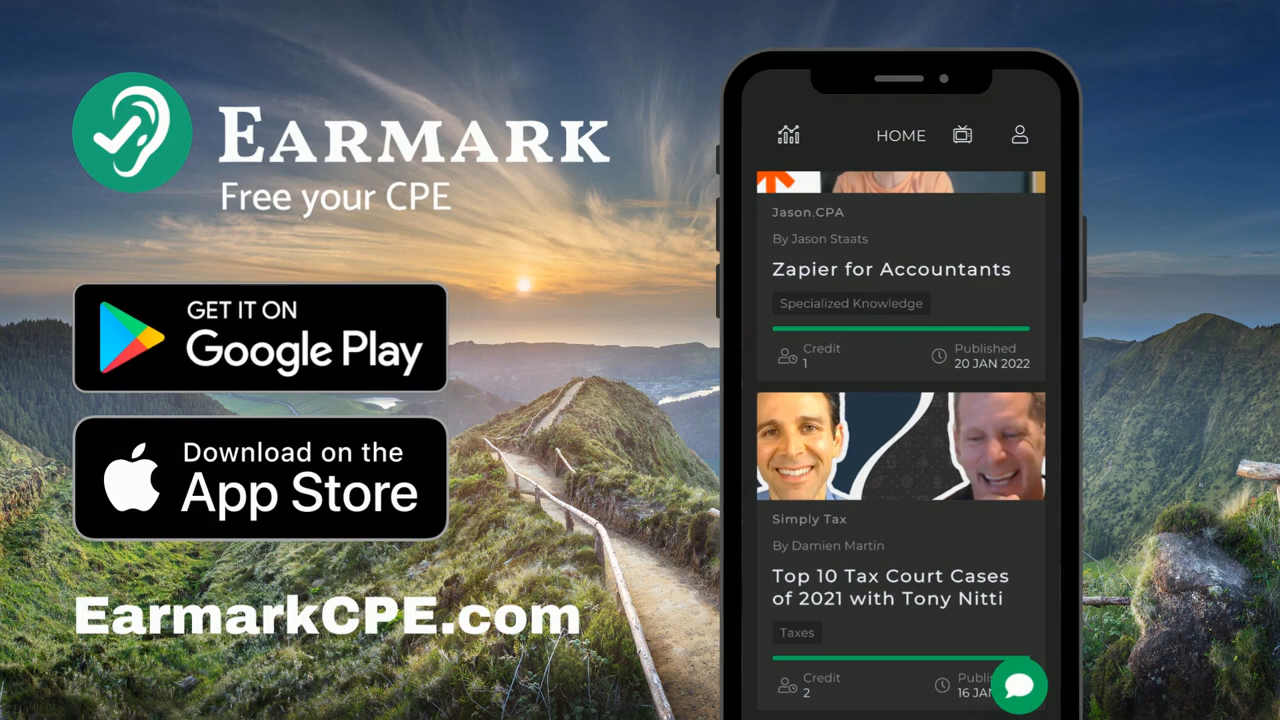 EARMARK
Free your CPE
GET IT ON
Google Play
Download on the
App Store
EarmarkCPE.com
HOME
Jason.CPA
By Jason Staats
Zapier for Accountants
Specialized Knowledge
Credit
1
Published
20 JAN 2022
Simply Tax
By Damien Martin
Top 10 Tax Court Cases
of 2021 with Tony Nitti
Taxes
Credit
2
Publis
16 JAN